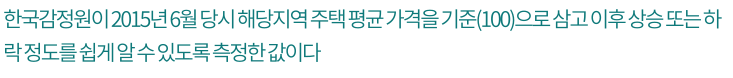 한국감정원이 2015년 6월 당시 해당지역 주택 평균 가격을 기준(100)으로 삼고 이후 상승 또는 하
락 정도를 쉽게 알 수 있도록 측정한 값이다